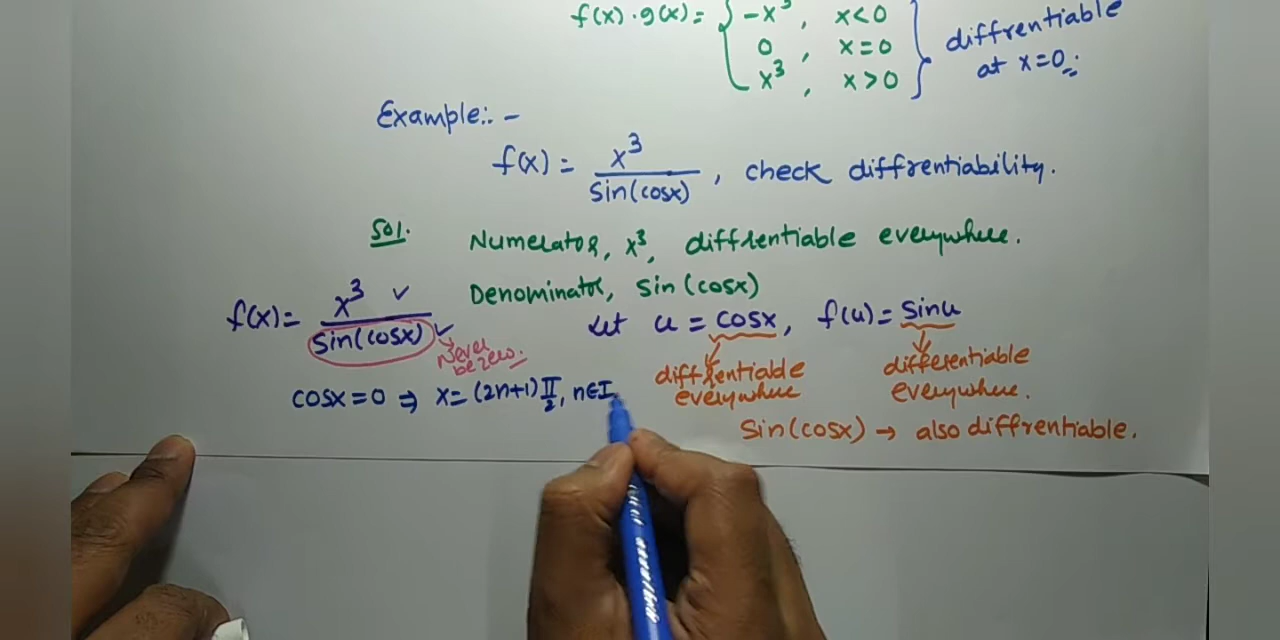 f(x)·g(x) = { -x³ , x<0
0 , x=0
x³ , x>0 } diffrentiable
at x=0
Example:: -
f(x) = x³ / sin(cosx) , check diffrentiability.
Sol. Numerator, x³, diffrentiable everywhere.
Denominator, sin(cosx)
f(x) = x³ ✓ / sin(cosx) ✓
Never
be zero.
Let u = cosx, f(u) = sinu
diffrentiable
everywhere
differentiable
everywhere.
cosx = 0 ⇒ x = (2n+1) π/2, n∈I
Sin(cosx) → also diffrentiable.